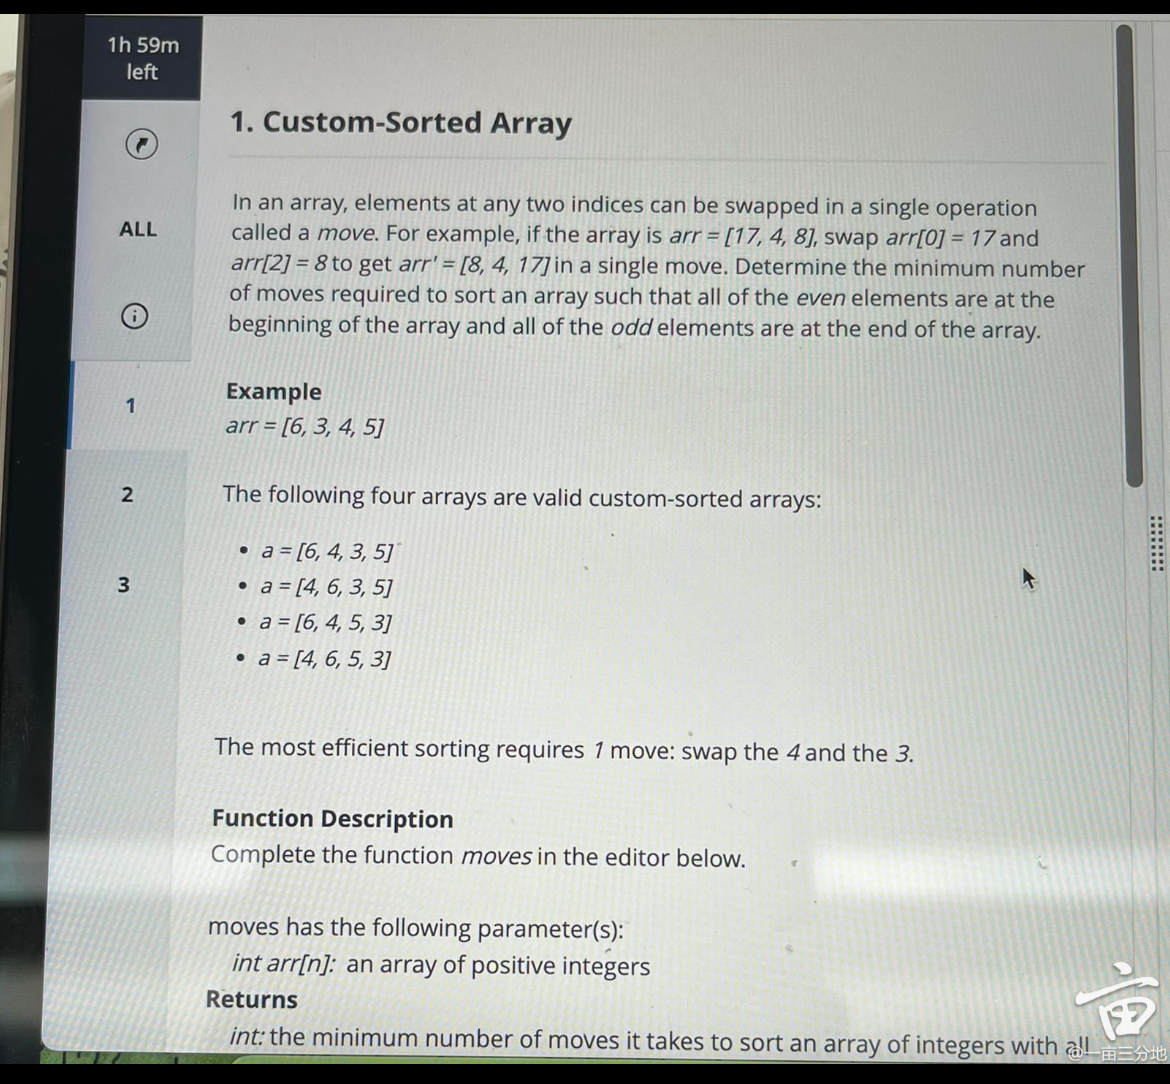 1h 59m
left
ALL
1
2
3
1. Custom-Sorted Array
In an array, elements at any two indices can be swapped in a single operation
called a move. For example, if the array is arr = [17, 4, 8], swap arr[0] = 17 and
arr[2] = 8 to get arr' = [8, 4, 17] in a single move. Determine the minimum number
of moves required to sort an array such that all of the even elements are at the
beginning of the array and all of the odd elements are at the end of the array.
Example
arr = [6, 3, 4, 5]
The following four arrays are valid custom-sorted arrays:
• a = [6, 4, 3, 5]
• a = [4, 6, 3, 5]
• a = [6, 4, 5, 3]
• a = [4, 6, 5, 3]
The most efficient sorting requires 1 move: swap the 4 and the 3.
Function Description
Complete the function moves in the editor below.
moves has the following parameter(s):
int arr[n]: an array of positive integers
Returns
int: the minimum number of moves it takes to sort an array of integers with all
亩
@一亩三分地